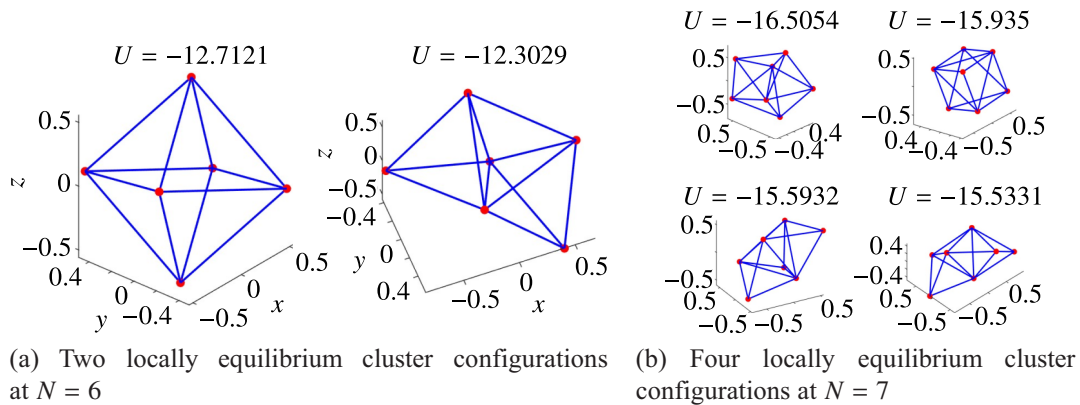 U = −12.7121
U = −12.3029
0.5
z
0
−0.5
0.4
0
y
−0.4
−0.5
0
x
0.5
0.5
z
0
−0.5
−0.4
y
0
0.4
−0.5
0
x
0.5
(a) Two locally equilibrium cluster configurations
at N = 6
U = −16.5054
U = −15.935
0.5
−0.5
0.5
−0.5
−0.4
0.4
0.5
−0.5
0.4
−0.4
−0.5
0.5
U = −15.5932
U = −15.5331
0.5
−0.5
0.5
−0.5
−0.5
0.5
0.4
−0.4
0.5
−0.5
−0.5
0.5
(b) Four locally equilibrium cluster
configurations at N = 7